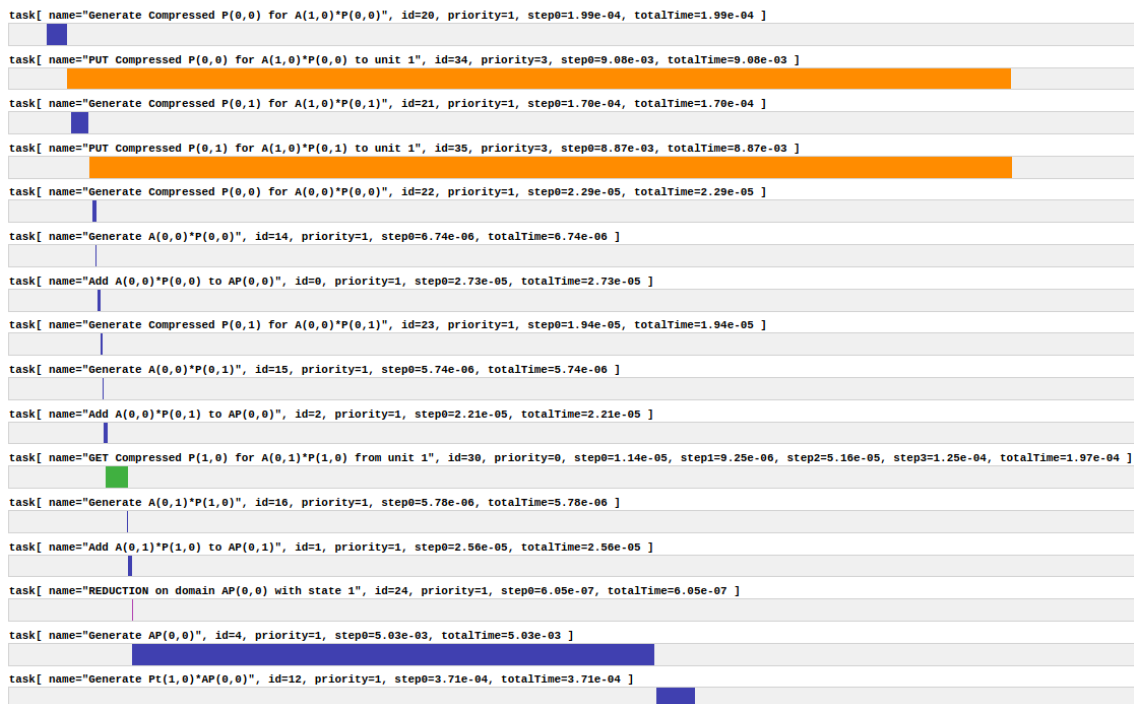 task[ name="Generate Compressed P(0,0) for A(1,0)*P(0,0)", id=20, priority=1, step0=1.99e-04, totalTime=1.99e-04 ]
task[ name="PUT Compressed P(0,0) for A(1,0)*P(0,0) to unit 1", id=34, priority=3, step0=9.08e-03, totalTime=9.08e-03 ]
task[ name="Generate Compressed P(0,1) for A(1,0)*P(0,1)", id=21, priority=1, step0=1.70e-04, totalTime=1.70e-04 ]
task[ name="PUT Compressed P(0,1) for A(1,0)*P(0,1) to unit 1", id=35, priority=3, step0=8.87e-03, totalTime=8.87e-03 ]
task[ name="Generate Compressed P(0,0) for A(0,0)*P(0,0)", id=22, priority=1, step0=2.29e-05, totalTime=2.29e-05 ]
task[ name="Generate A(0,0)*P(0,0)", id=14, priority=1, step0=6.74e-06, totalTime=6.74e-06 ]
task[ name="Add A(0,0)*P(0,0) to AP(0,0)", id=0, priority=1, step0=2.73e-05, totalTime=2.73e-05 ]
task[ name="Generate Compressed P(0,1) for A(0,0)*P(0,1)", id=23, priority=1, step0=1.94e-05, totalTime=1.94e-05 ]
task[ name="Generate A(0,0)*P(0,1)", id=15, priority=1, step0=5.74e-06, totalTime=5.74e-06 ]
task[ name="Add A(0,0)*P(0,1) to AP(0,0)", id=2, priority=1, step0=2.21e-05, totalTime=2.21e-05 ]
task[ name="GET Compressed P(1,0) for A(0,1)*P(1,0) from unit 1", id=30, priority=0, step0=1.14e-05, step1=9.25e-06, step2=5.16e-05, step3=1.25e-04, totalTime=1.97e-04 ]
task[ name="Generate A(0,1)*P(1,0)", id=16, priority=1, step0=5.78e-06, totalTime=5.78e-06 ]
task[ name="Add A(0,1)*P(1,0) to AP(0,1)", id=1, priority=1, step0=2.56e-05, totalTime=2.56e-05 ]
task[ name="REDUCTION on domain AP(0,0) with state 1", id=24, priority=1, step0=6.05e-07, totalTime=6.05e-07 ]
task[ name="Generate AP(0,0)", id=4, priority=1, step0=5.03e-03, totalTime=5.03e-03 ]
task[ name="Generate Pt(1,0)*AP(0,0)", id=12, priority=1, step0=3.71e-04, totalTime=3.71e-04 ]